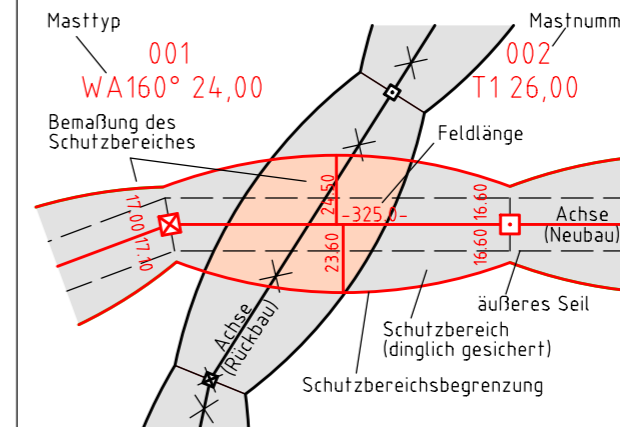 Masttyp
Mastnumm
001
WA160° 24,00
002
T1 26,00
Bemaßung des
Schutzbereiches
Feldlänge
24.50
-325.0-
23.60
17.00
17.10
16.60
16.60
Achse
(Neubau)
äußeres Seil
Schutzbereich
(dinglich gesichert)
Achse
(Rückbau)
Schutzbereichsbegrenzung